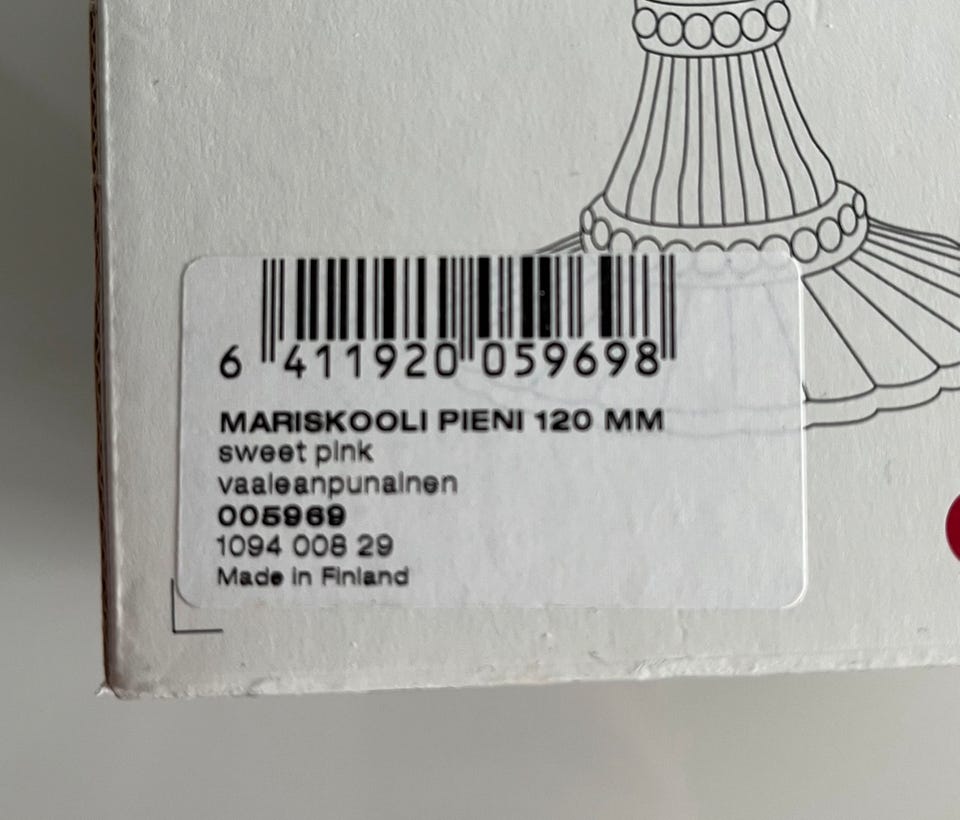 6 411920 059698
MARISKOOLI PIENI 120 MM
sweet pink
vaaleanpunainen
005969
1094 008 29
Made in Finland